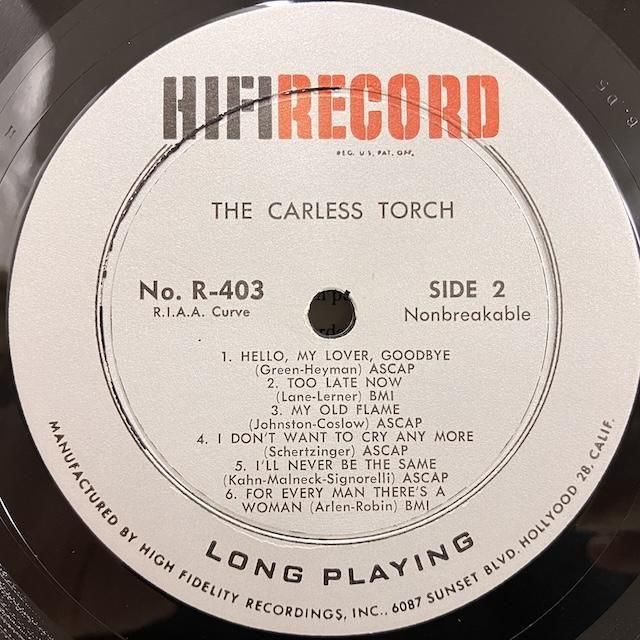 HIFIRECORD
REG. U.S. PAT. OFF.
THE CARLESS TORCH
No. R-403
R.I.A.A. Curve
SIDE 2
Nonbreakable
1. HELLO, MY LOVER, GOODBYE
(Green-Heyman) ASCAP
2. TOO LATE NOW
(Lane-Lerner) BMI
3. MY OLD FLAME
(Johnston-Coslow) ASCAP
4. I DON'T WANT TO CRY ANY MORE
(Schertzinger) ASCAP
5. I'LL NEVER BE THE SAME
(Kahn-Malneck-Signorelli) ASCAP
6. FOR EVERY MAN THERE'S A
WOMAN (Arlen-Robin) BMI
LONG PLAYING
MANUFACTURED BY HIGH FIDELITY RECORDINGS, INC., 6087 SUNSET BLVD. HOLLYOOD 28, CALIF.